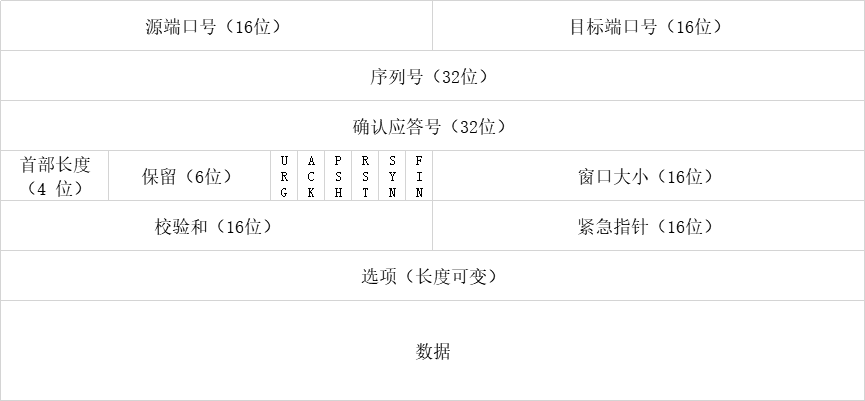 源端口号（16位） 目标端口号（16位）
序列号（32位）
确认应答号（32位）
首部长度
（4 位） 保留（6位） URG ACK PSH RST SYN FIN 窗口大小（16位）
校验和（16位） 紧急指针（16位）
选项（长度可变）
数据